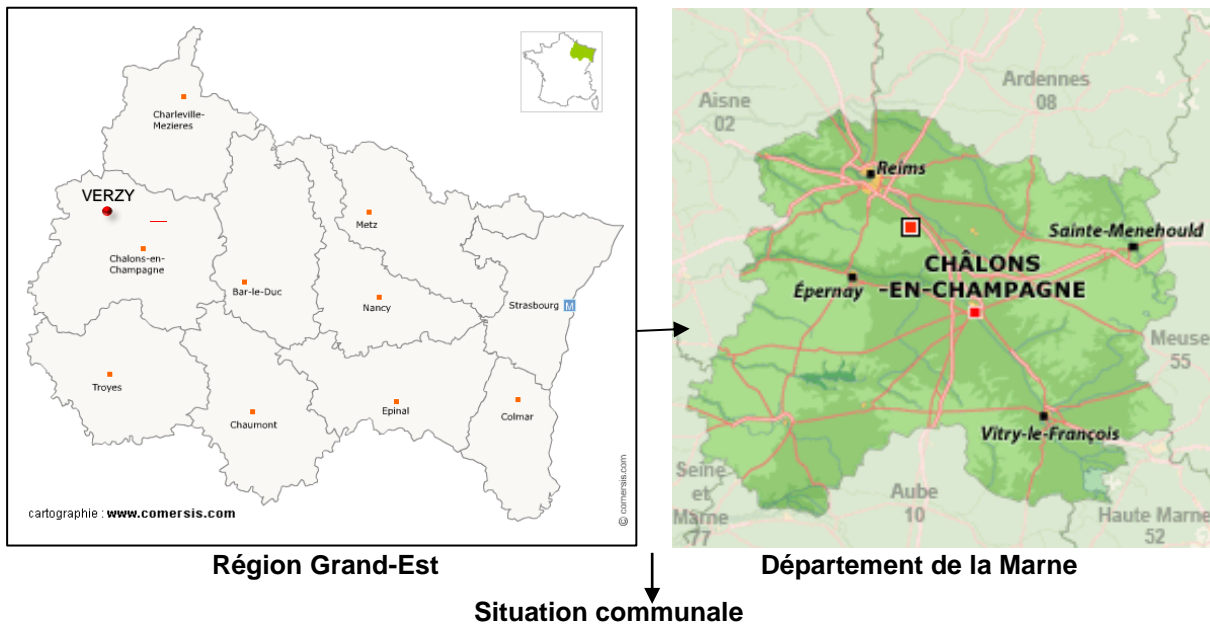 Charleville-
Mezieres
VERZY
Metz
Chalons-en-
Champagne
Bar-le-Duc
Nancy
Strasbourg
M
Troyes
Chaumont
Epinal
Colmar
cartographie : www.comersis.com
© comersis.com
Ardennes
08
Aisne
02
Reims
Sainte-Menehould
CHÂLONS
-EN-CHAMPAGNE
Épernay
Meuse
55
Vitry-le-François
Seine
et
Marne
77
Aube
10
Haute Marne
52
Région Grand-Est
Département de la Marne
Situation communale